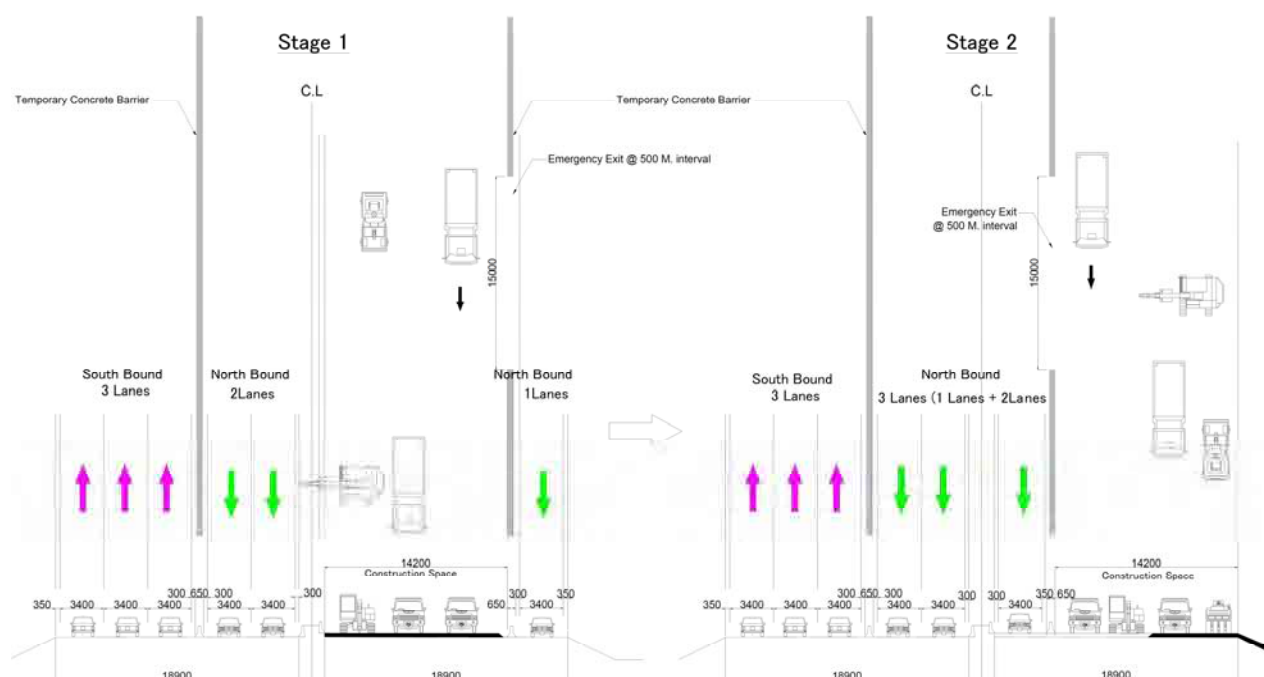 Stage 1
Stage 2
C.L
C.L
Temporary Concrete Barrier
Temporary Concrete Barrier
Emergency Exit @ 500 M. interval
Emergency Exit
@ 500 M. interval
15000
15000
South Bound
3 Lanes
North Bound
2Lanes
North Bound
1Lanes
South Bound
3 Lanes
North Bound
3 Lanes (1 Lanes + 2Lanes
14200
Construction Space
14200
Construction Space
350 3400 3400 3400 300 650 300 3400 3400 300 650 300 3400 350
350 3400 3400 3400 300 650 300 3400 3400 300 300 3400 350 650
18900
18900
18900
18900